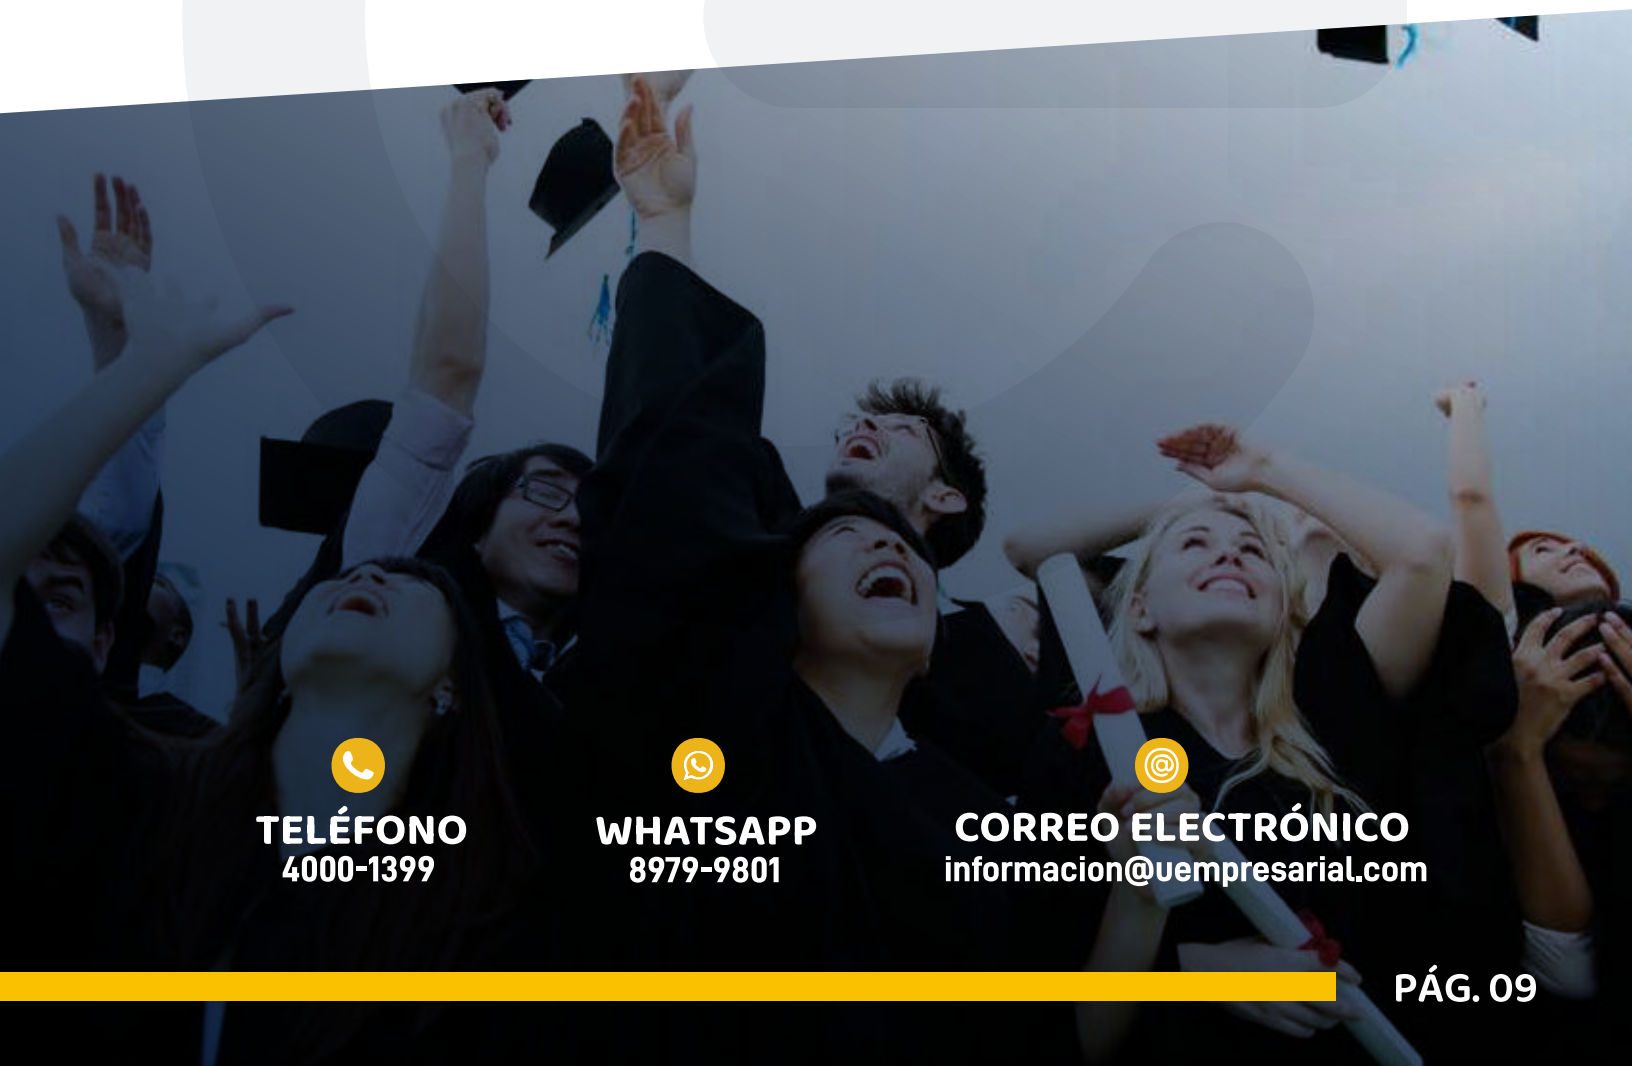 TELÉFONO
4000-1399
WHATSAPP
8979-9801
CORREO ELECTRÓNICO
informacion@uempresarial.com
PÁG. 09